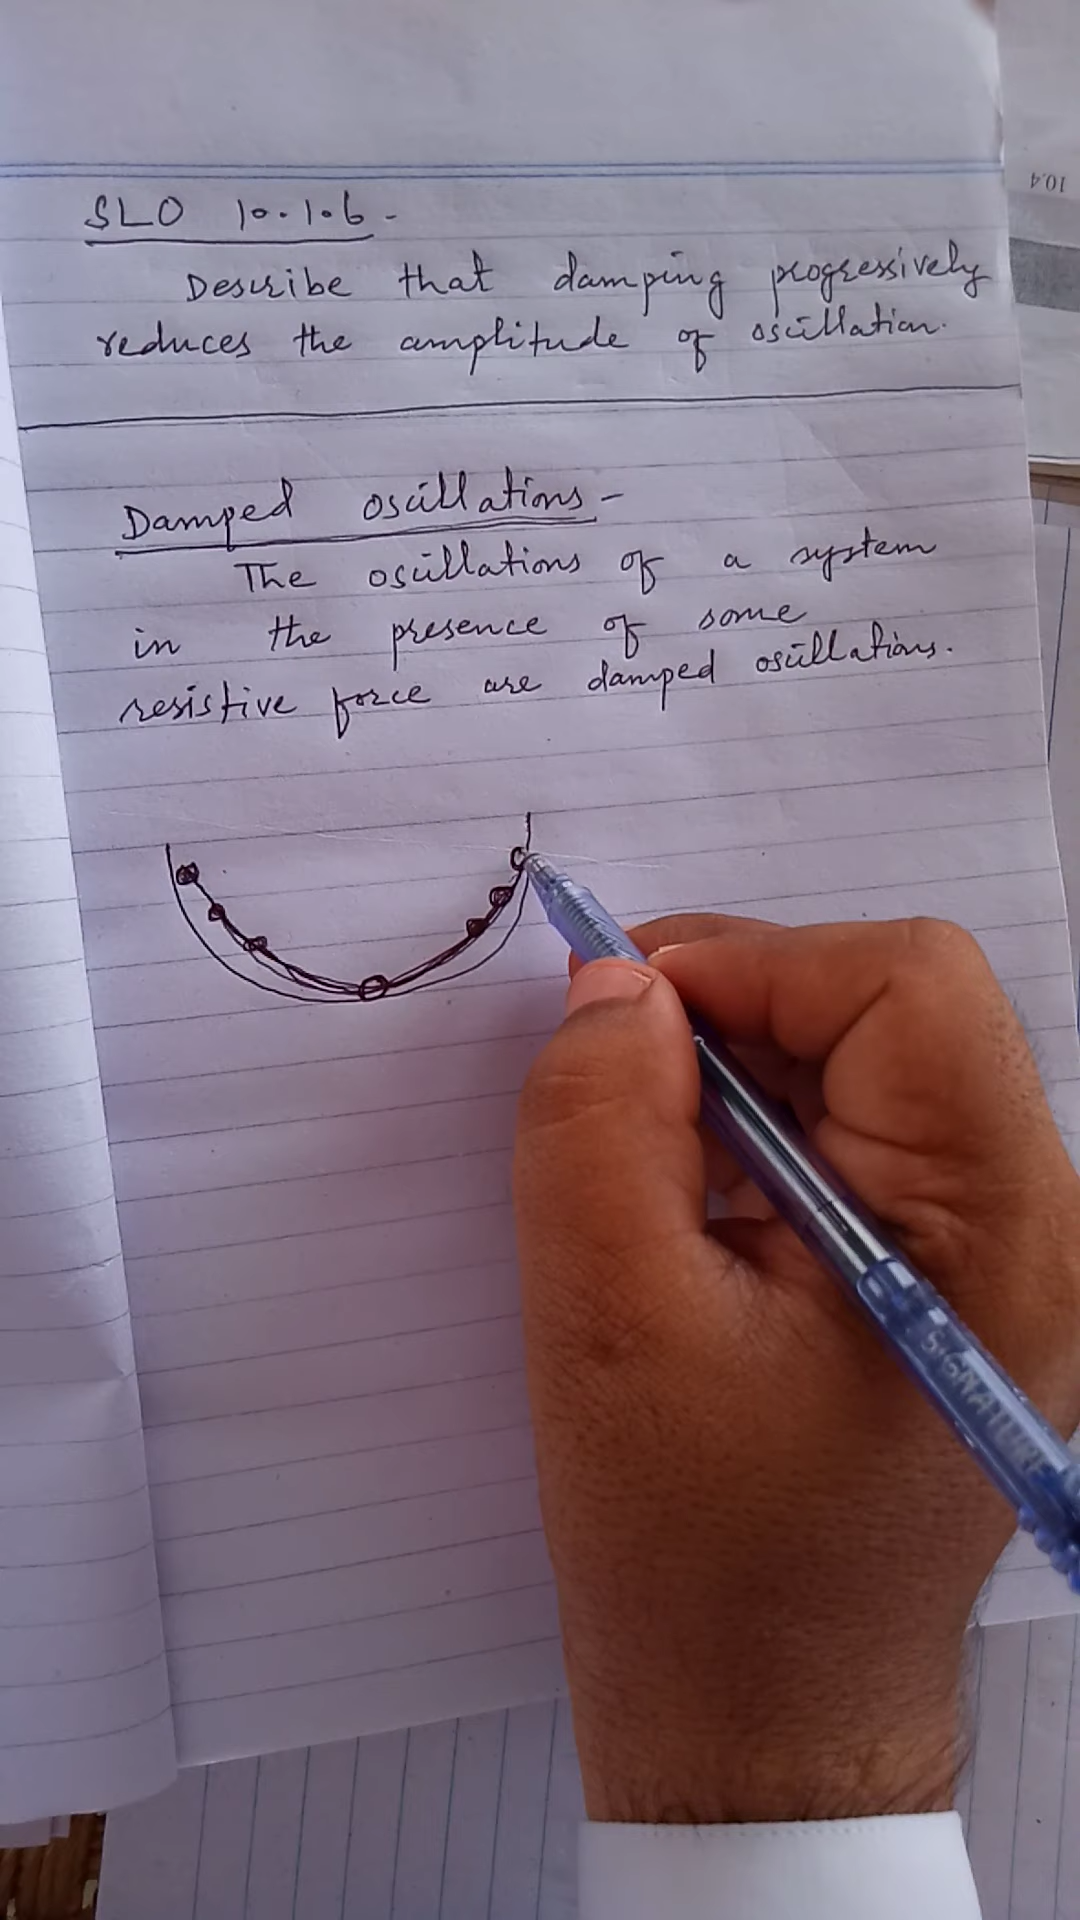 10.4
SLO 10.1.6 -
Describe that damping progressively
reduces the amplitude of oscillation.
Damped oscillations -
The oscillations of a system
in the presence of some
resistive force are damped oscillations.
SIGNATURE